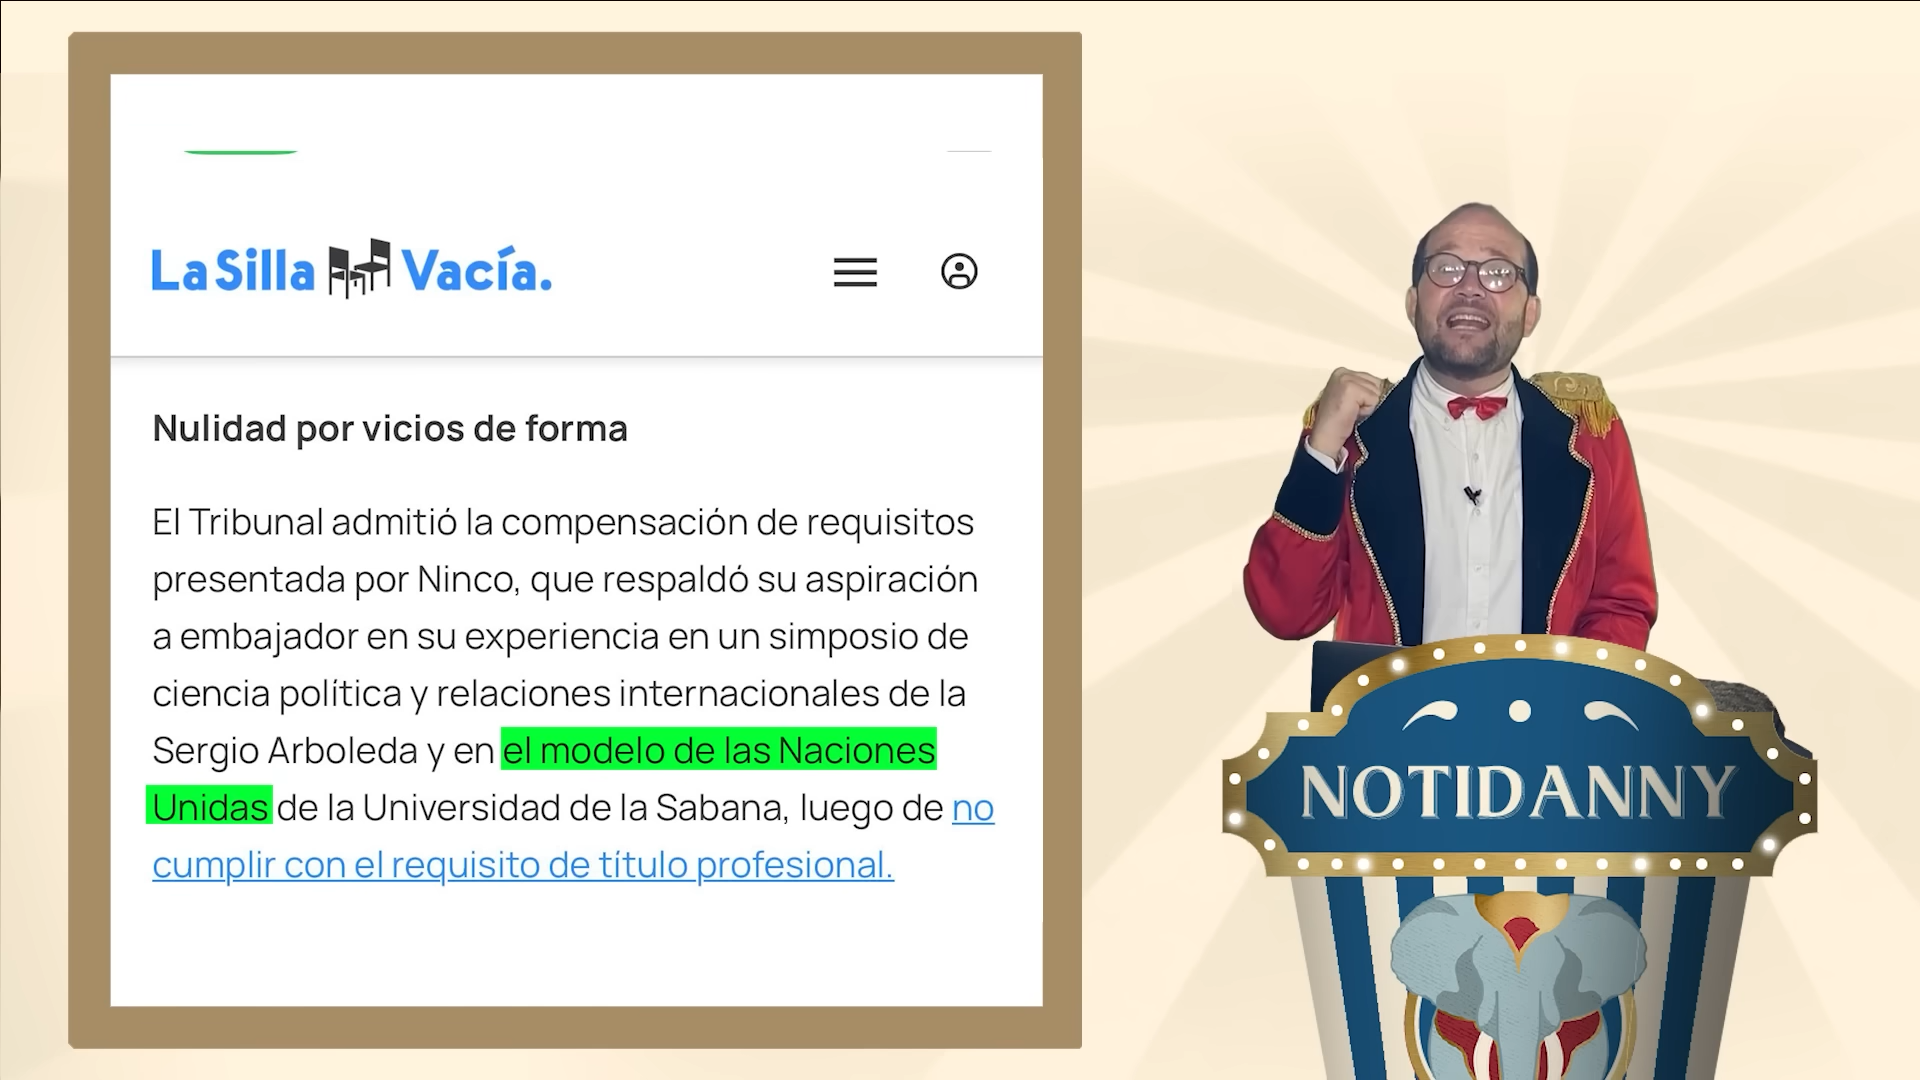 La Silla Vacía.
Nulidad por vicios de forma
El Tribunal admitió la compensación de requisitos
presentada por Ninco, que respaldó su aspiración
a embajador en su experiencia en un simposio de
ciencia política y relaciones internacionales de la
Sergio Arboleda y en el modelo de las Naciones
Unidas de la Universidad de la Sabana, luego de no
cumplir con el requisito de título profesional.
NOTIDANNY